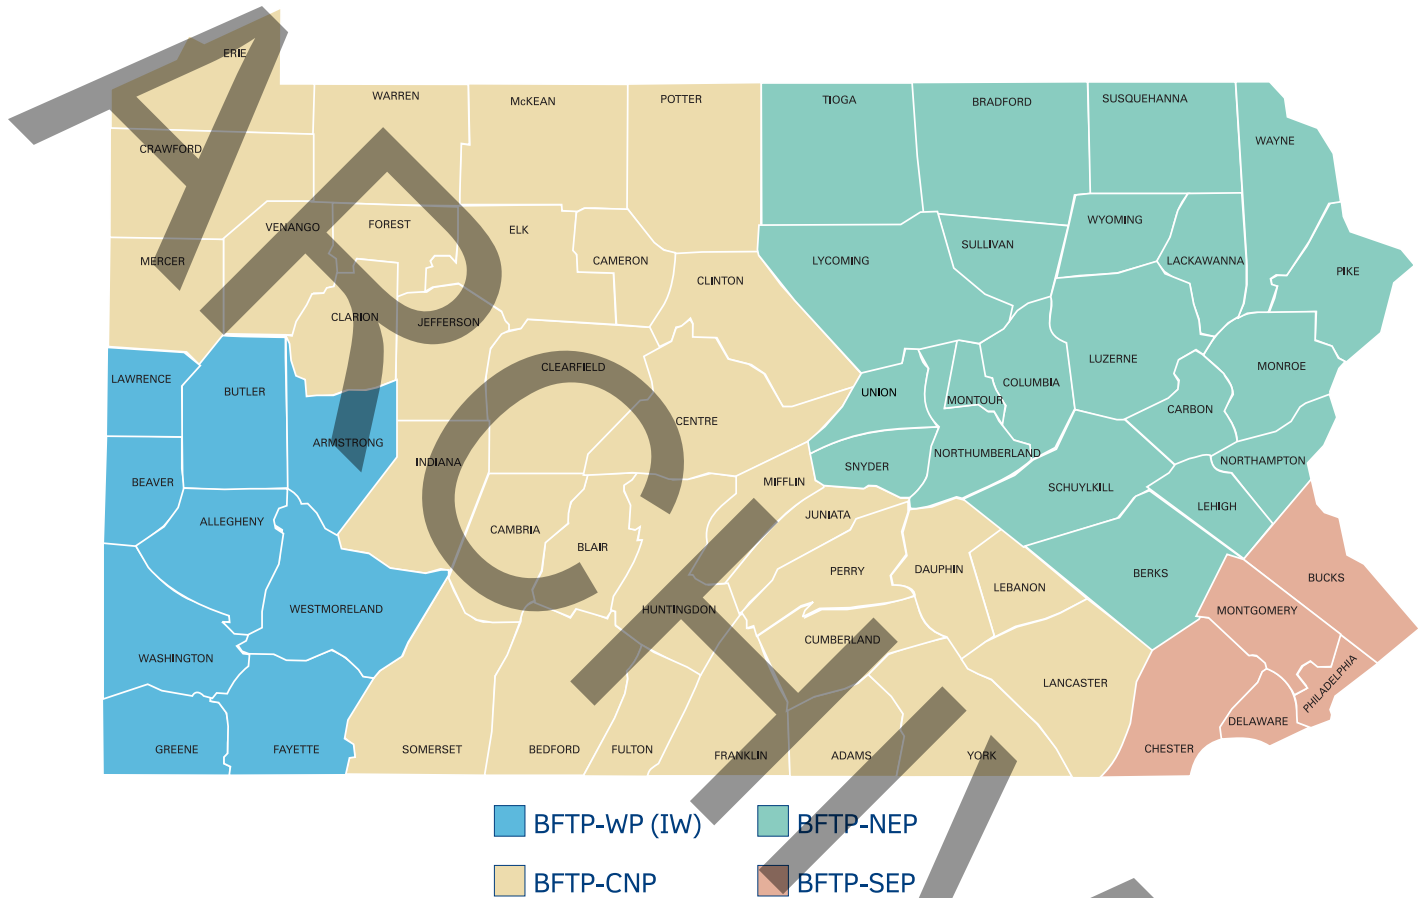 ERIE
WARREN
McKEAN
POTTER
TIOGA
BRADFORD
SUSQUEHANNA
WAYNE
CRAWFORD
VENANGO
FOREST
ELK
CAMERON
CLINTON
LYCOMING
SULLIVAN
WYOMING
LACKAWANNA
PIKE
MERCER
CLARION
JEFFERSON
CLEARFIELD
CENTRE
UNION
MONTOUR
COLUMBIA
LUZERNE
CARBON
MONROE
LAWRENCE
BUTLER
ARMSTRONG
INDIANA
MIFFLIN
SNYDER
NORTHUMBERLAND
SCHUYLKILL
NORTHAMPTON
LEHIGH
BEAVER
ALLEGHENY
CAMBRIA
BLAIR
JUNIATA
PERRY
DAUPHIN
LEBANON
BERKS
BUCKS
WESTMORELAND
HUNTINGDON
CUMBERLAND
MONTGOMERY
WASHINGTON
LANCASTER
PHILADELPHIA
GREENE
FAYETTE
SOMERSET
BEDFORD
FULTON
FRANKLIN
ADAMS
YORK
CHESTER
DELAWARE
BFTP-WP (IW)
BFTP-NEP
BFTP-CNP
BFTP-SEP